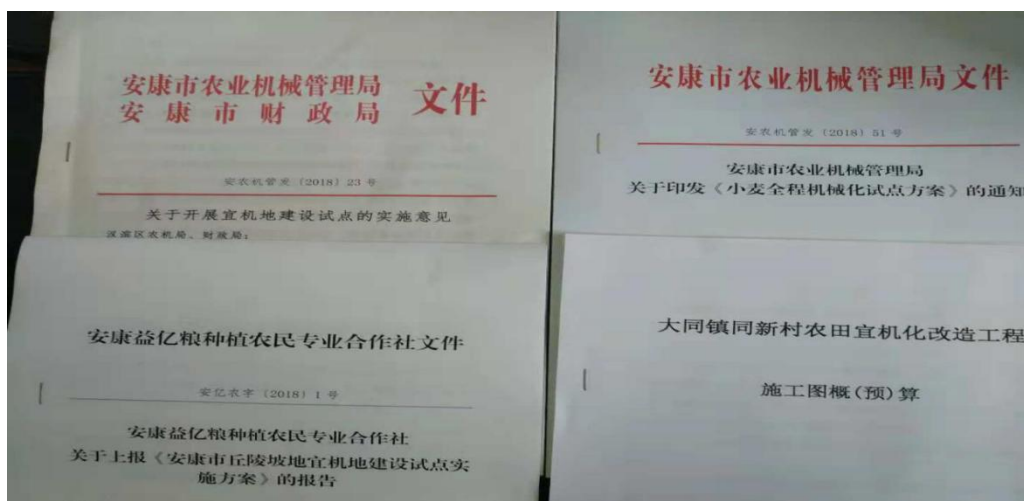 安康市农业机械管理局
安康市财政局
文件
安农机管发〔2018〕23号
关于开展宜机地建设试点的实施意见
汉滨区农机局、财政局:
安康市农业机械管理局文件
安农机管发〔2018〕51号
安康市农业机械管理局
关于印发《小麦全程机械化试点方案》的通知
安康益亿粮种植农民专业合作社文件
安亿农字〔2018〕1号
安康益亿粮种植农民专业合作社
关于上报《安康市丘陵坡地宜机地建设试点实
施方案》的报告
大同镇同新村农田宜机化改造工程
施工图概(预)算